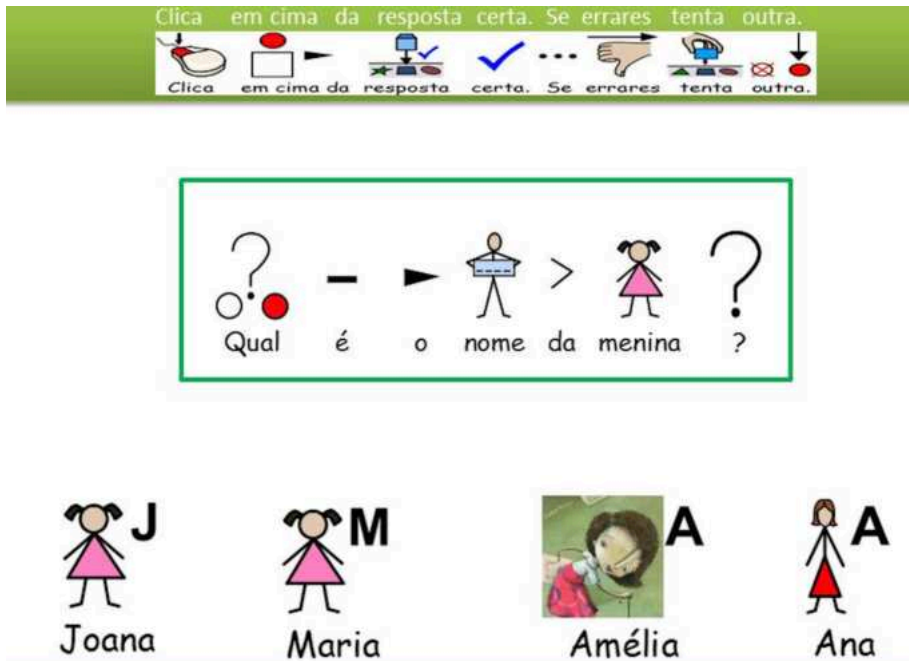 Clica em cima da resposta certa. Se errares tenta outra.
Clica em cima da resposta certa. Se errares tenta outra.
Qual é o nome da menina ?
J M A A
Joana Maria Amélia Ana